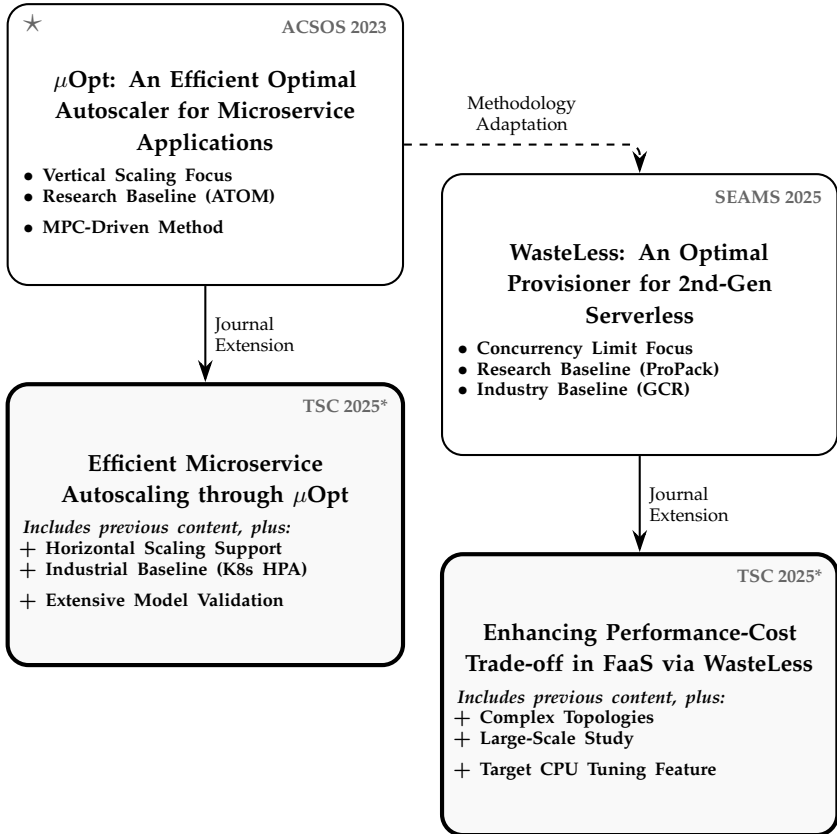 ★ ACSOS 2023
μOpt: An Efficient Optimal
Autoscaler for Microservice
Applications
• Vertical Scaling Focus
• Research Baseline (ATOM)
• MPC-Driven Method
Methodology
Adaptation
SEAMS 2025
WasteLess: An Optimal
Provisioner for 2nd-Gen
Serverless
• Concurrency Limit Focus
• Research Baseline (ProPack)
• Industry Baseline (GCR)
Journal
Extension
TSC 2025*
Efficient Microservice
Autoscaling through μOpt
Includes previous content, plus:
+ Horizontal Scaling Support
+ Industrial Baseline (K8s HPA)
+ Extensive Model Validation
Journal
Extension
TSC 2025*
Enhancing Performance-Cost
Trade-off in FaaS via WasteLess
Includes previous content, plus:
+ Complex Topologies
+ Large-Scale Study
+ Target CPU Tuning Feature